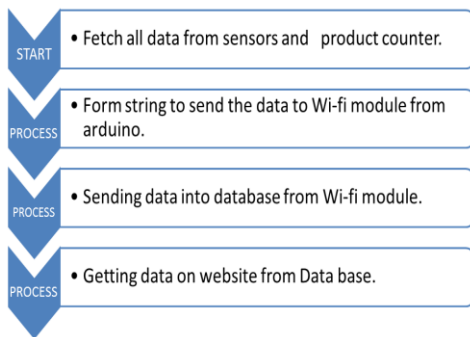 START
• Fetch all data from sensors and product counter.
PROCESS
• Form string to send the data to Wi-fi module from
arduino.
PROCESS
• Sending data into database from Wi-fi module.
PROCESS
• Getting data on website from Data base.